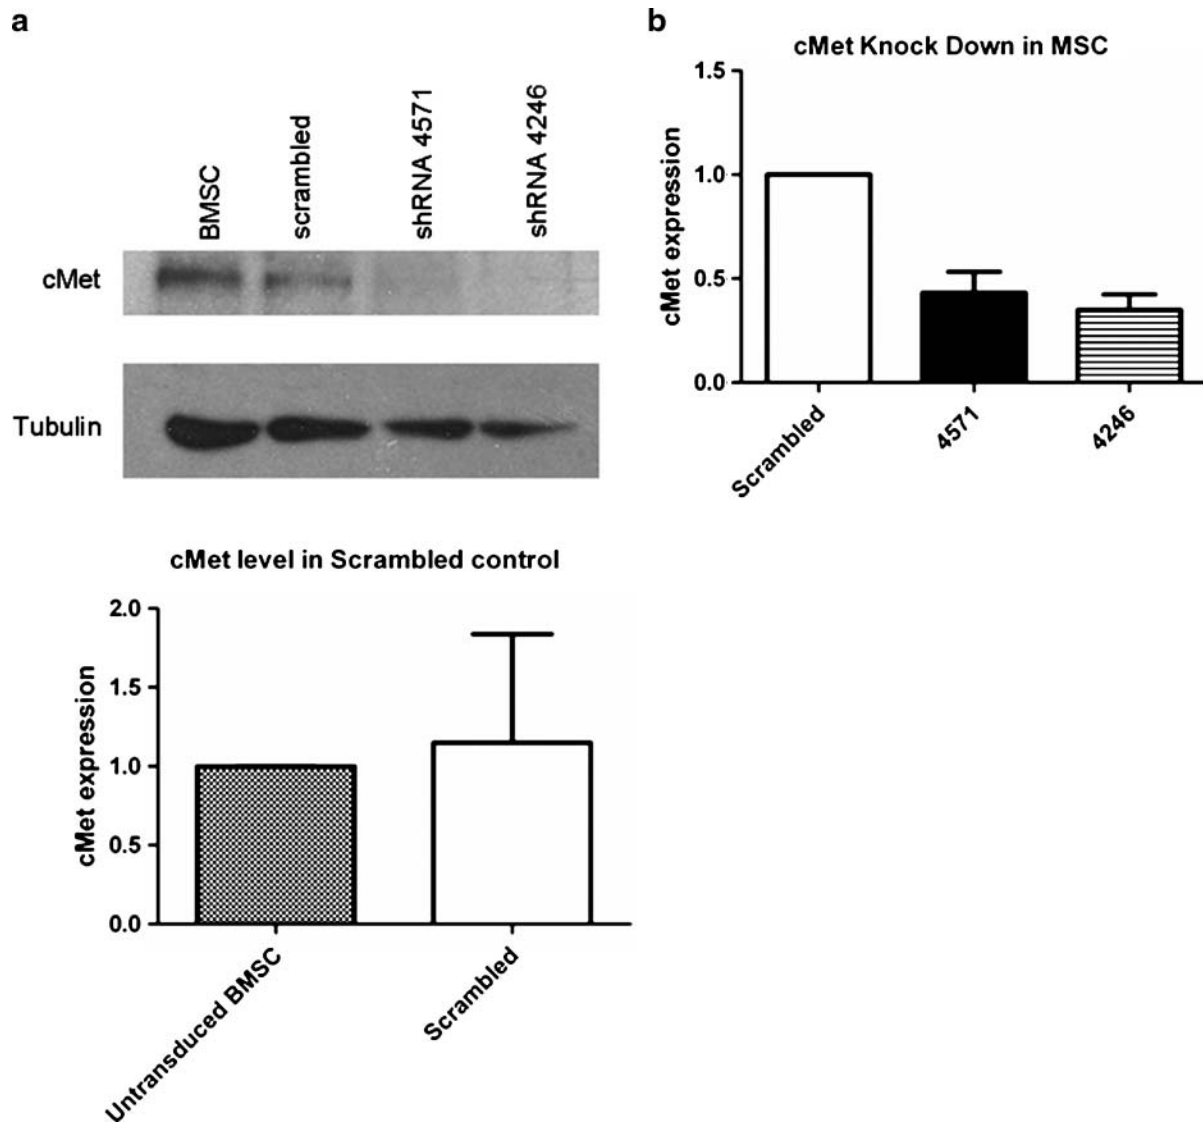 a
BMSC
scrambled
shRNA 4571
shRNA 4246
cMet
Tubulin
cMet level in Scrambled control
2.0
1.5
1.0
0.5
0.0
cMet expression
Untransduced BMSC
Scrambled
b
cMet Knock Down in MSC
1.5
1.0
0.5
0.0
cMet expression
Scrambled
4571
4246